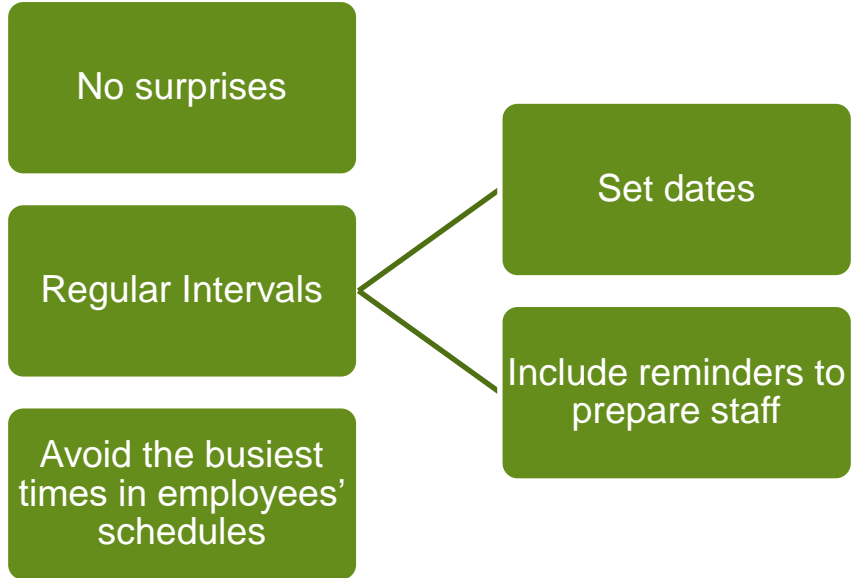 No surprises
Regular Intervals
Set dates
Include reminders to
prepare staff
Avoid the busiest
times in employees’
schedules